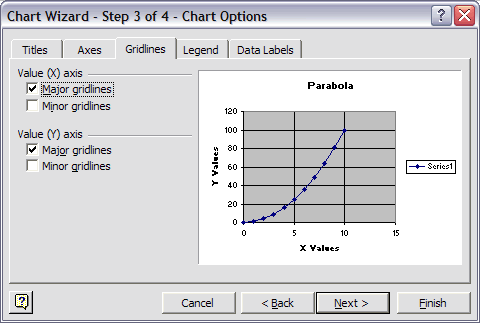 Chart Wizard - Step 3 of 4 - Chart Options
Titles Axes Gridlines Legend Data Labels
Value (X) axis
Major gridlines
Minor gridlines
Value (Y) axis
Major gridlines
Minor gridlines
Parabola
120
100
80
60
40
20
0
Y Values
0 5 10 15
X Values
Series1
Cancel < Back Next > Finish